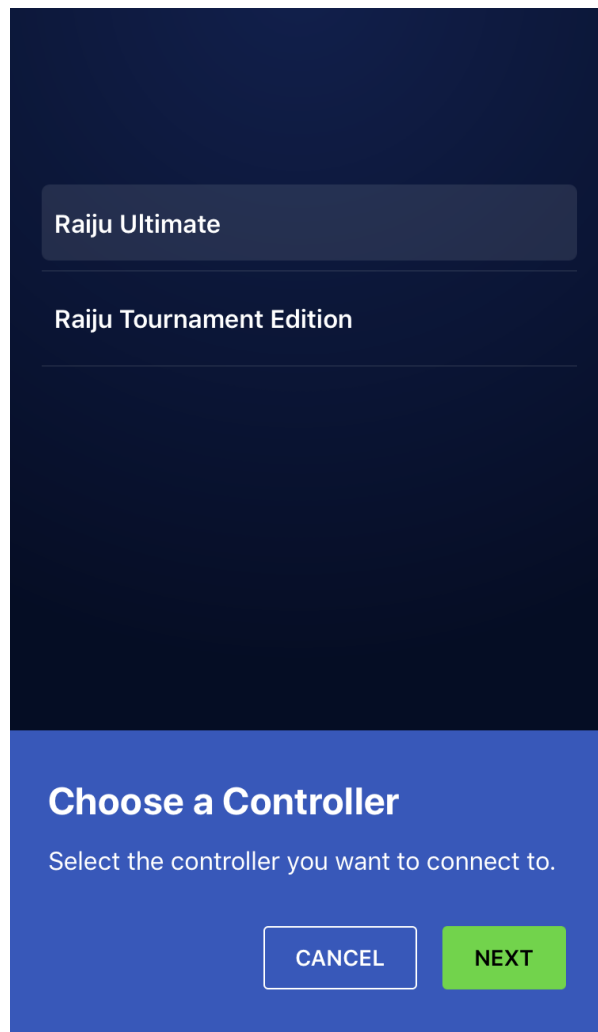 Raiju Ultimate
Raiju Tournament Edition
Choose a Controller
Select the controller you want to connect to.
CANCEL
NEXT